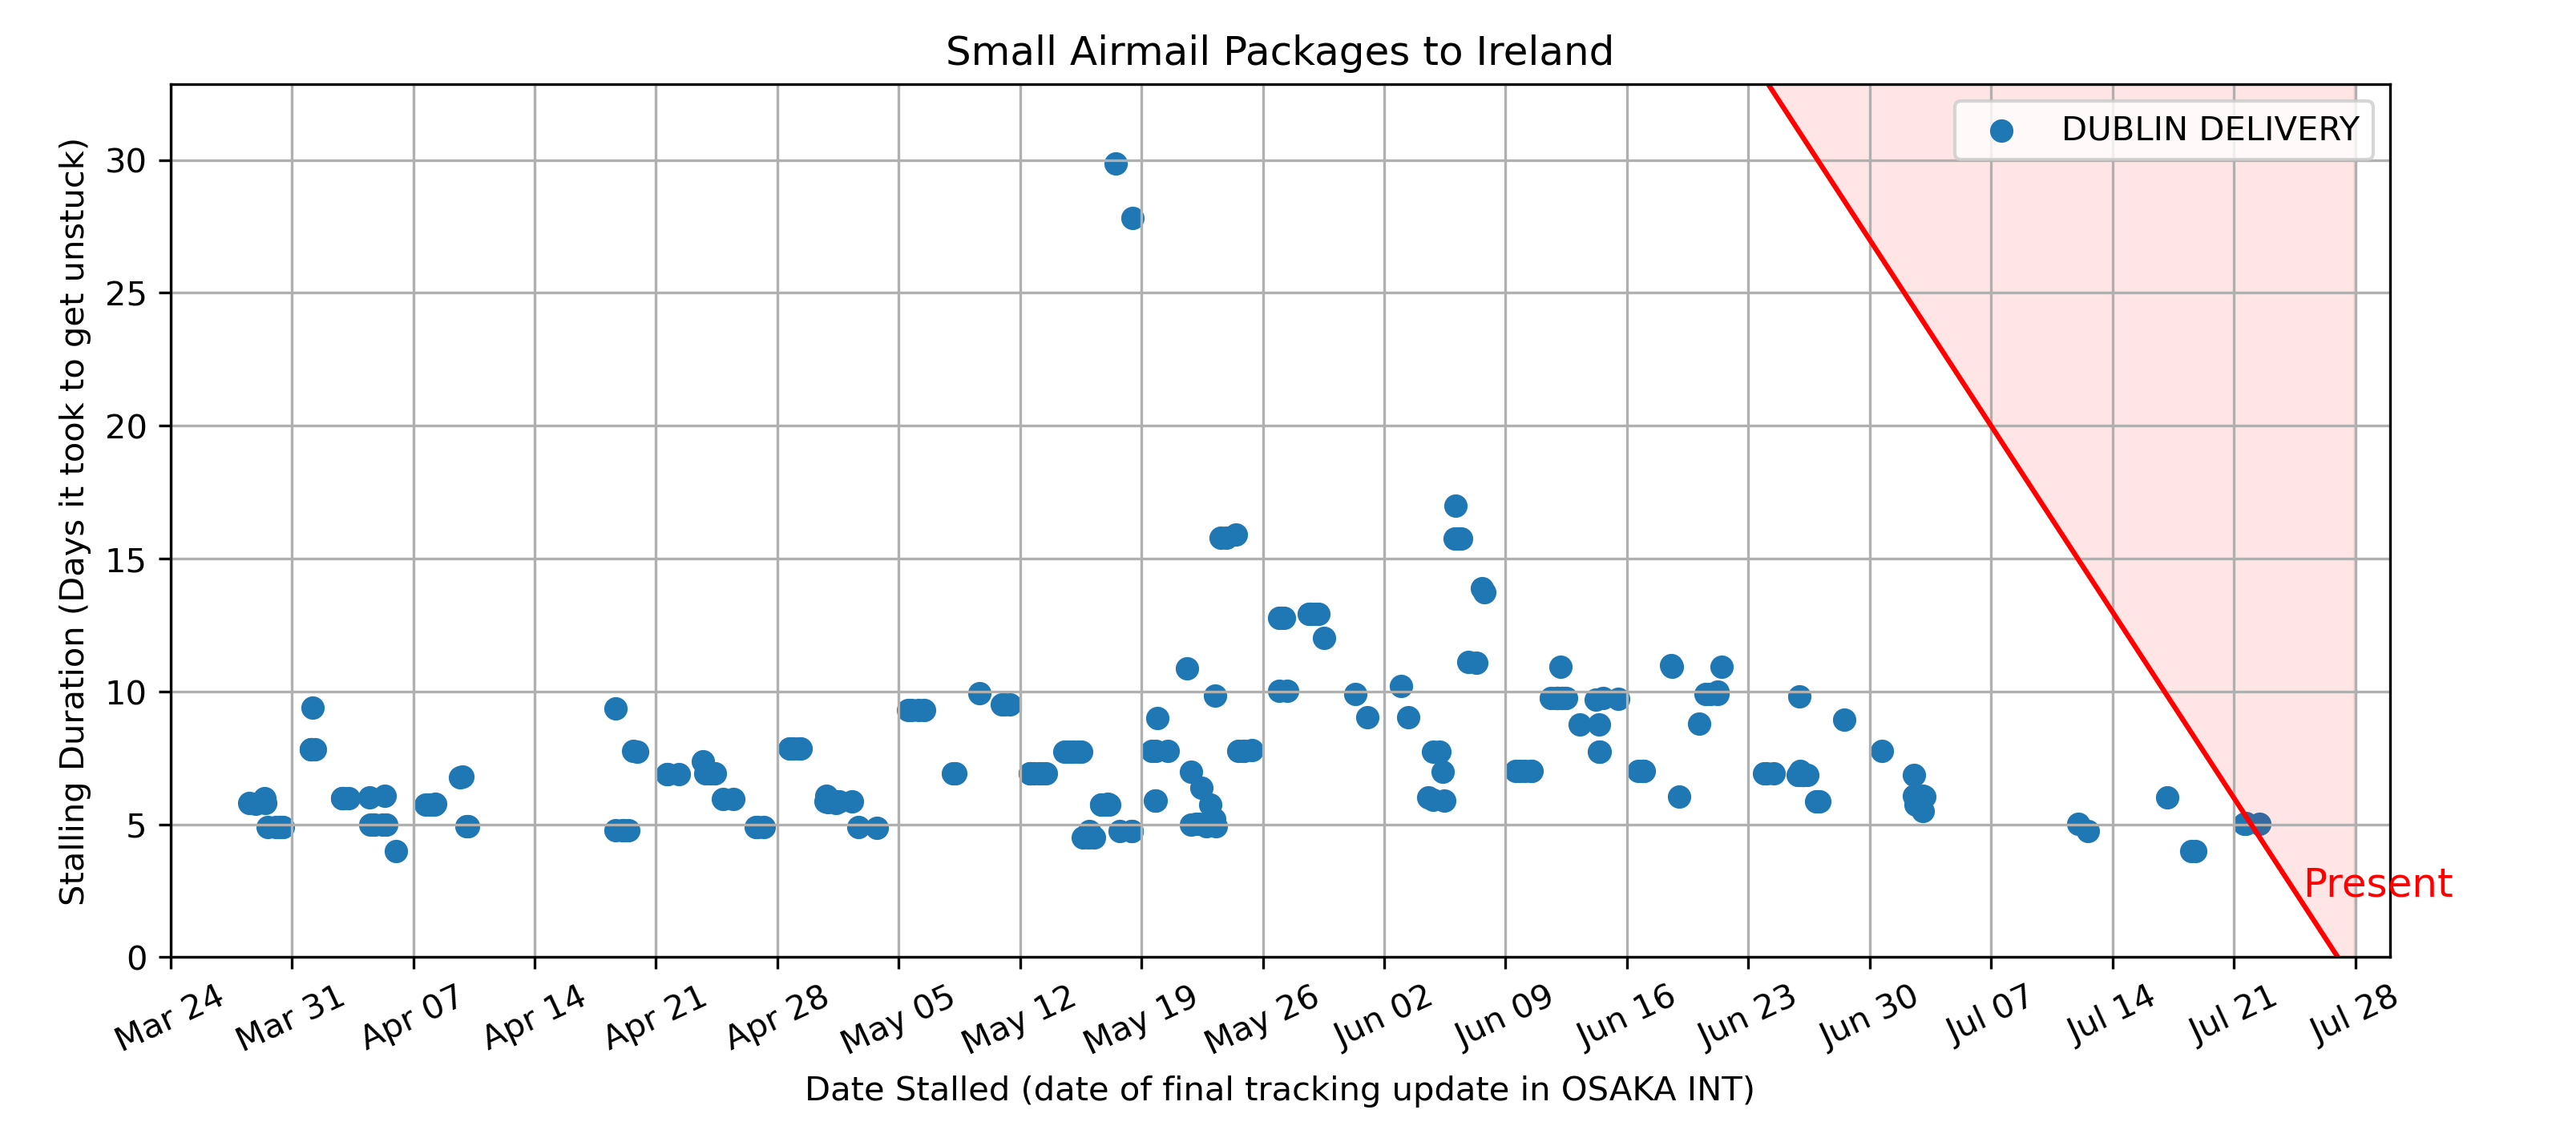 Small Airmail Packages to Ireland
DUBLIN DELIVERY
Stalling Duration (Days it took to get unstuck)
30
25
20
15
10
5
0
Present
Mar 24
Mar 31
Apr 07
Apr 14
Apr 21
Apr 28
May 05
May 12
May 19
May 26
Jun 02
Jun 09
Jun 16
Jun 23
Jun 30
Jul 07
Jul 14
Jul 21
Jul 28
Date Stalled (date of final tracking update in OSAKA INT)